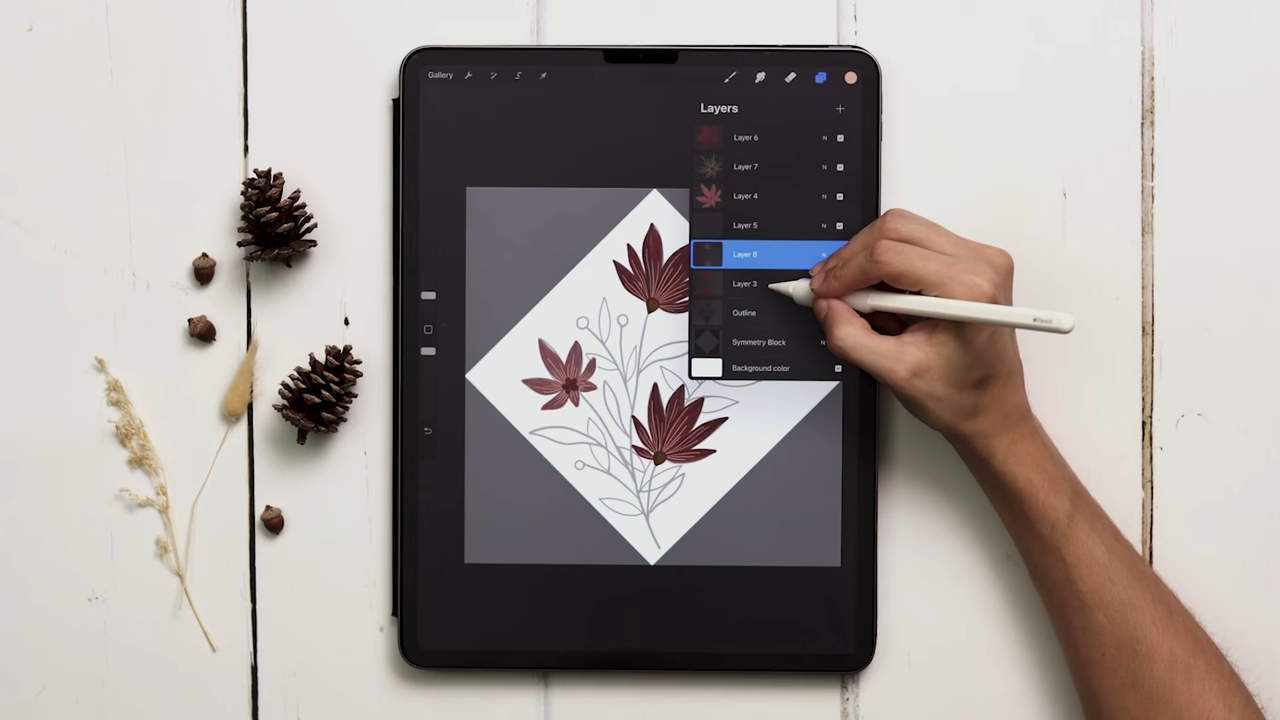 Gallery
Layers
Layer 6 N
Layer 7 N
Layer 4 N
Layer 5 N
Layer 8 N
Layer 3
Outline
Symmetry Block N
Background color
Pencil